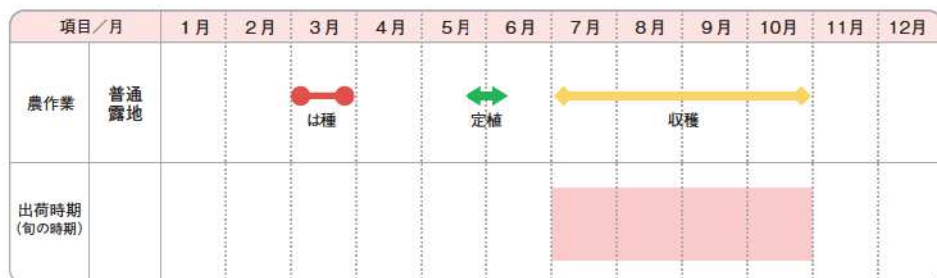 項目／月 1月 2月 3月 4月 5月 6月 7月 8月 9月 10月 11月 12月
農作業
普通
露地
は種
定植
収穫
出荷時期
(旬の時期)